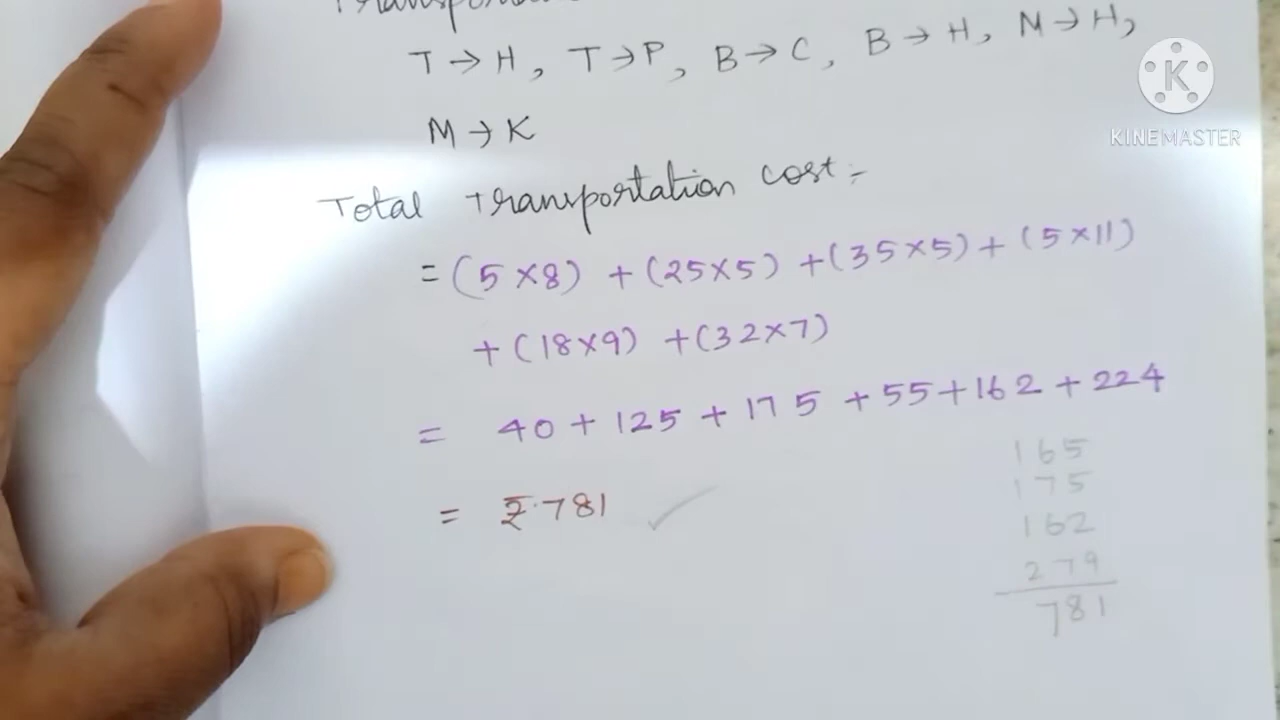 Transportation
T → H, T → P, B → C, B → H, M → H,
M → K
Total Transportation cost :-
= (5 × 8) + (25 × 5) + (35 × 5) + (5 × 11)
+ (18 × 9) + (32 × 7)
= 40 + 125 + 175 + 55 + 162 + 224
= ₹.781 ✓
165
175
162
279
781
K
KINEMASTER